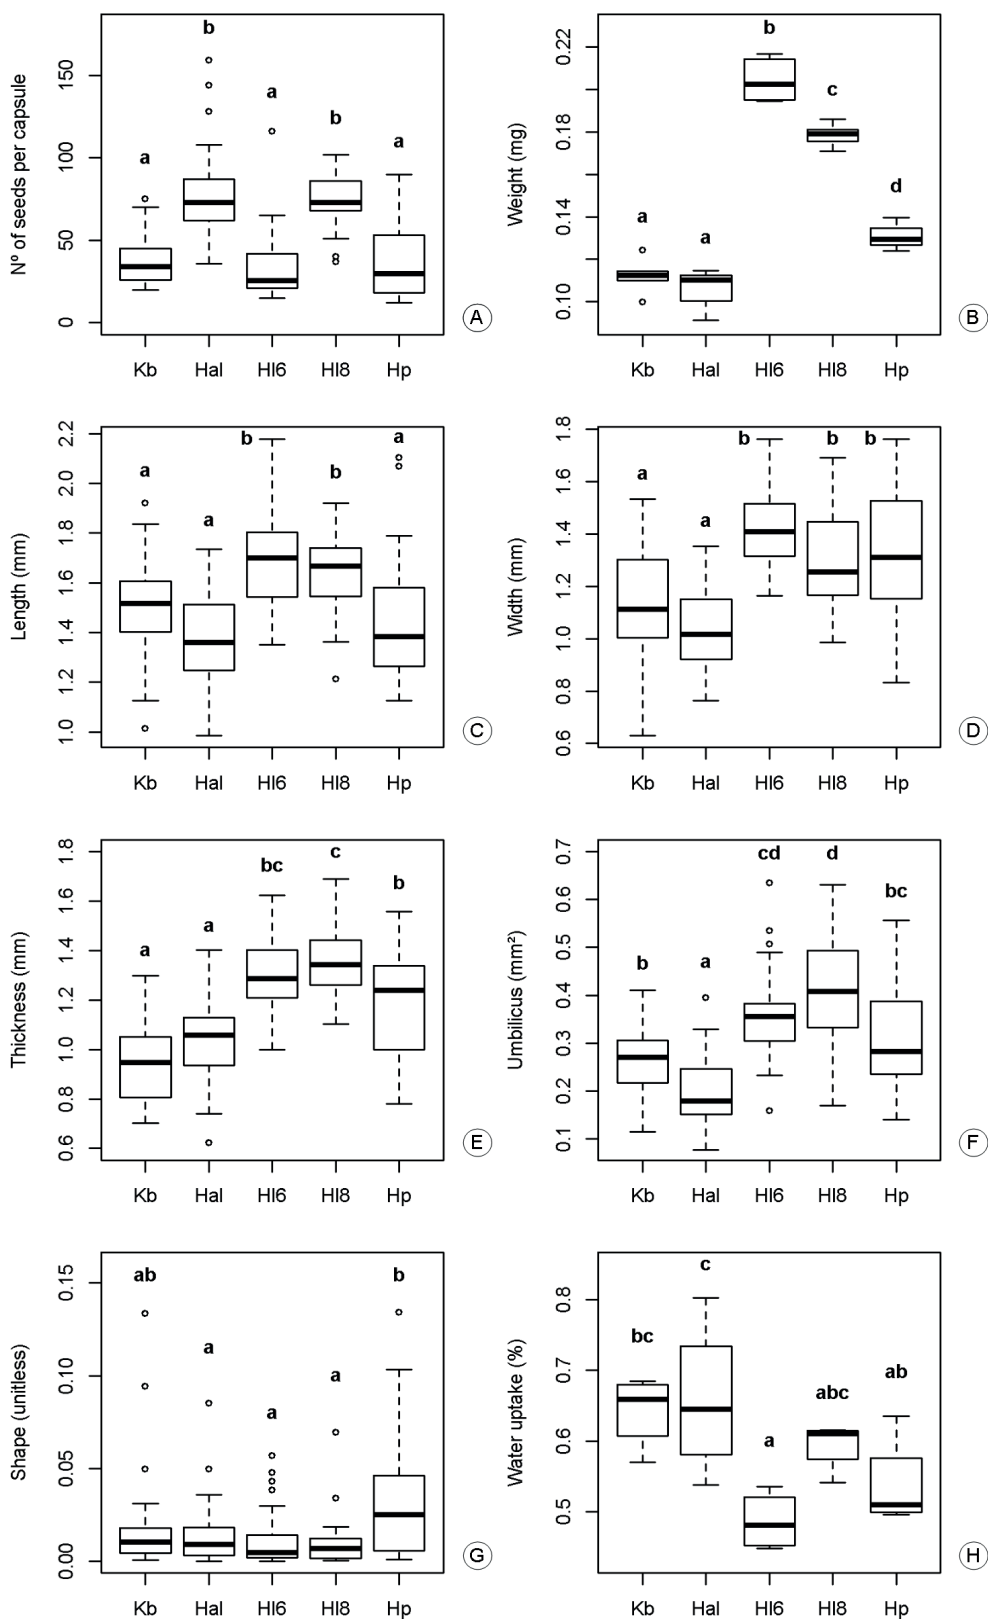 Nº of seeds per capsule
0 50 100 150
a b a b a
Kb Hal Hl6 Hl8 Hp
A
Weight (mg)
0.10 0.14 0.18 0.22
a a b c d
Kb Hal Hl6 Hl8 Hp
B
Length (mm)
1.0 1.2 1.4 1.6 1.8 2.0 2.2
a a b b a
Kb Hal Hl6 Hl8 Hp
C
Width (mm)
0.6 0.8 1.0 1.2 1.4 1.6 1.8
a a b b b
Kb Hal Hl6 Hl8 Hp
D
Thickness (mm)
0.6 0.8 1.0 1.2 1.4 1.6 1.8
a a bc c b
Kb Hal Hl6 Hl8 Hp
E
Umbilicus (mm²)
0.1 0.2 0.3 0.4 0.5 0.6 0.7
b a cd d bc
Kb Hal Hl6 Hl8 Hp
F
Shape (unitless)
0.00 0.05 0.10 0.15
ab a a a b
Kb Hal Hl6 Hl8 Hp
G
Water uptake (%)
0.5 0.6 0.7 0.8
bc c a abc ab
Kb Hal Hl6 Hl8 Hp
H